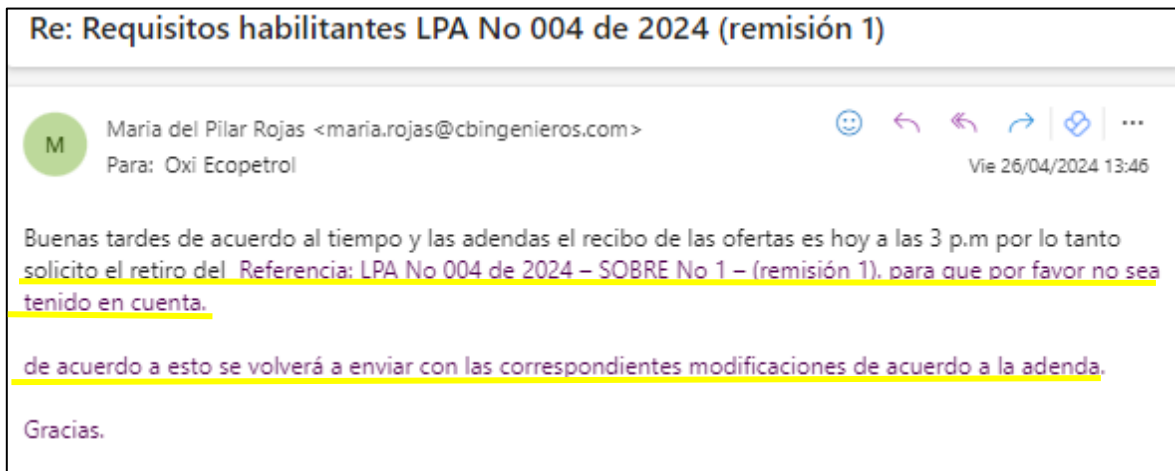 Re: Requisitos habilitantes LPA No 004 de 2024 (remisión 1)
M
Maria del Pilar Rojas <maria.rojas@cbingenieros.com>
Para: Oxi Ecopetrol
Vie 26/04/2024 13:46
Buenas tardes de acuerdo al tiempo y las adendas el recibo de las ofertas es hoy a las 3 p.m por lo tanto
solicito el retiro del Referencia: LPA No 004 de 2024 – SOBRE No 1 – (remisión 1). para que por favor no sea
tenido en cuenta.
de acuerdo a esto se volverá a enviar con las correspondientes modificaciones de acuerdo a la adenda.
Gracias.